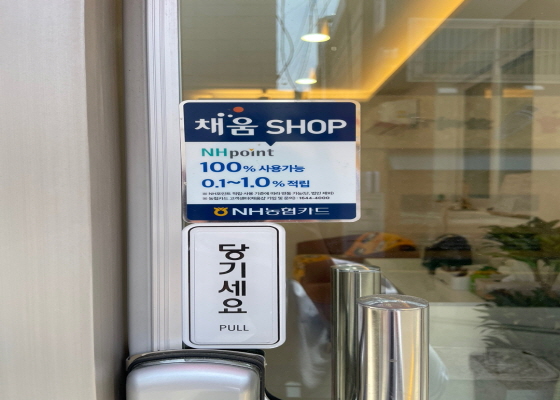 채움 SHOP
NHpoint
100% 사용가능
0.1~1.0% 적립
NH농협카드
당기세요
PULL